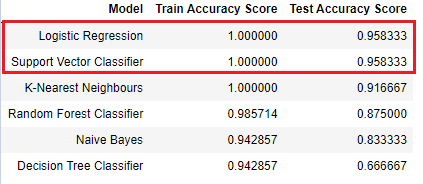 Model Train Accuracy Score Test Accuracy Score
Logistic Regression 1.000000 0.958333
Support Vector Classifier 1.000000 0.958333
K-Nearest Neighbours 1.000000 0.916667
Random Forest Classifier 0.985714 0.875000
Naive Bayes 0.942857 0.833333
Decision Tree Classifier 0.942857 0.666667